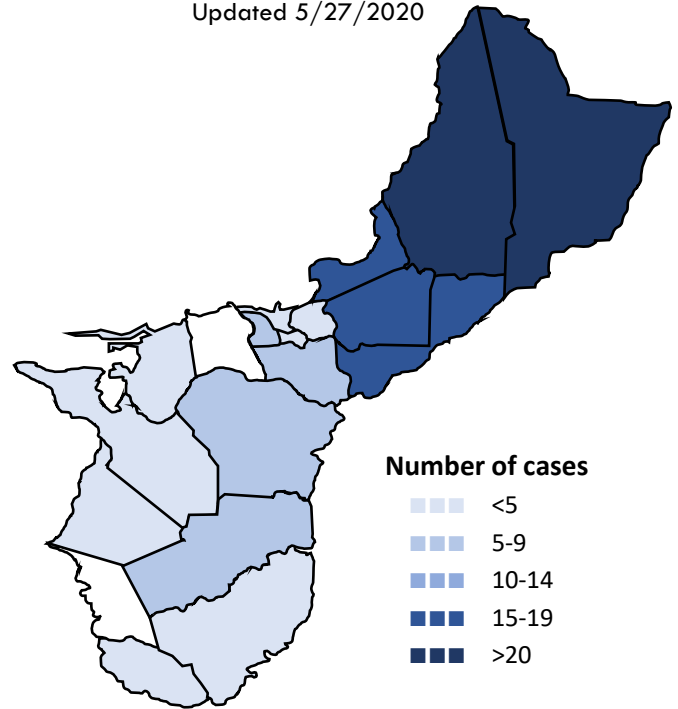 Updated 5/27/2020
Number of cases
<5
5-9
10-14
15-19
>20